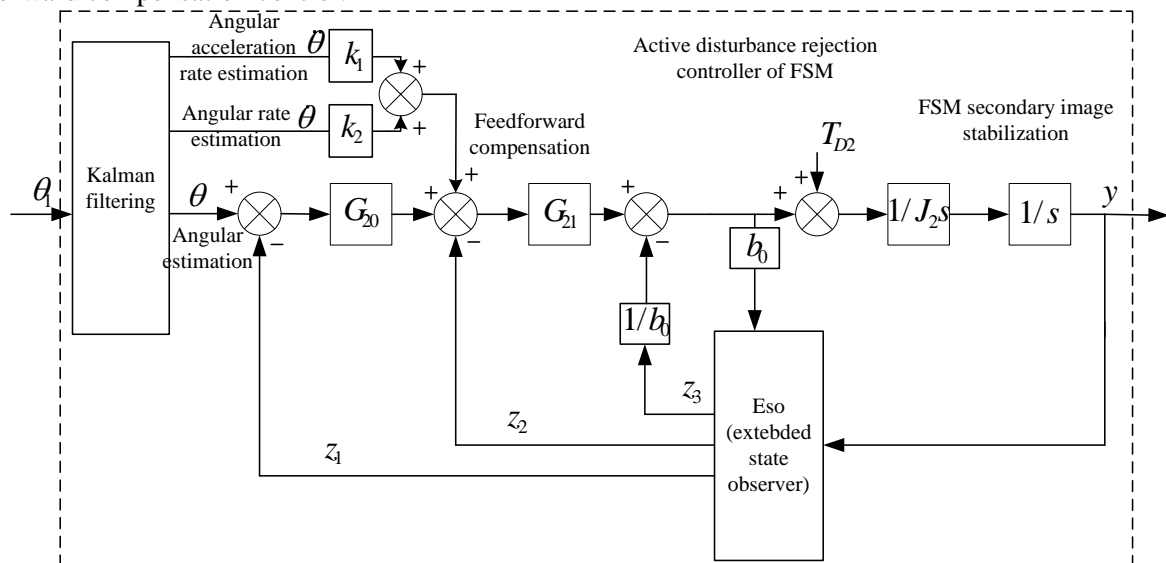 Angular
acceleration
rate estimation
θ̈
k₁
+
+
Angular rate
estimation
θ̇
k₂
Active disturbance rejection
controller of FSM
FSM secondary image
stabilization
Feedforward
compensation
T_D2
θ₁
Kalman
filtering
θ
Angular
estimation
+
−
G₂₀
+
+
−
G₂₁
+
−
+
+
1/J₂s
1/s
y
b₀
1/b₀
z₃
z₂
z₁
Eso
(extebded
state
observer)